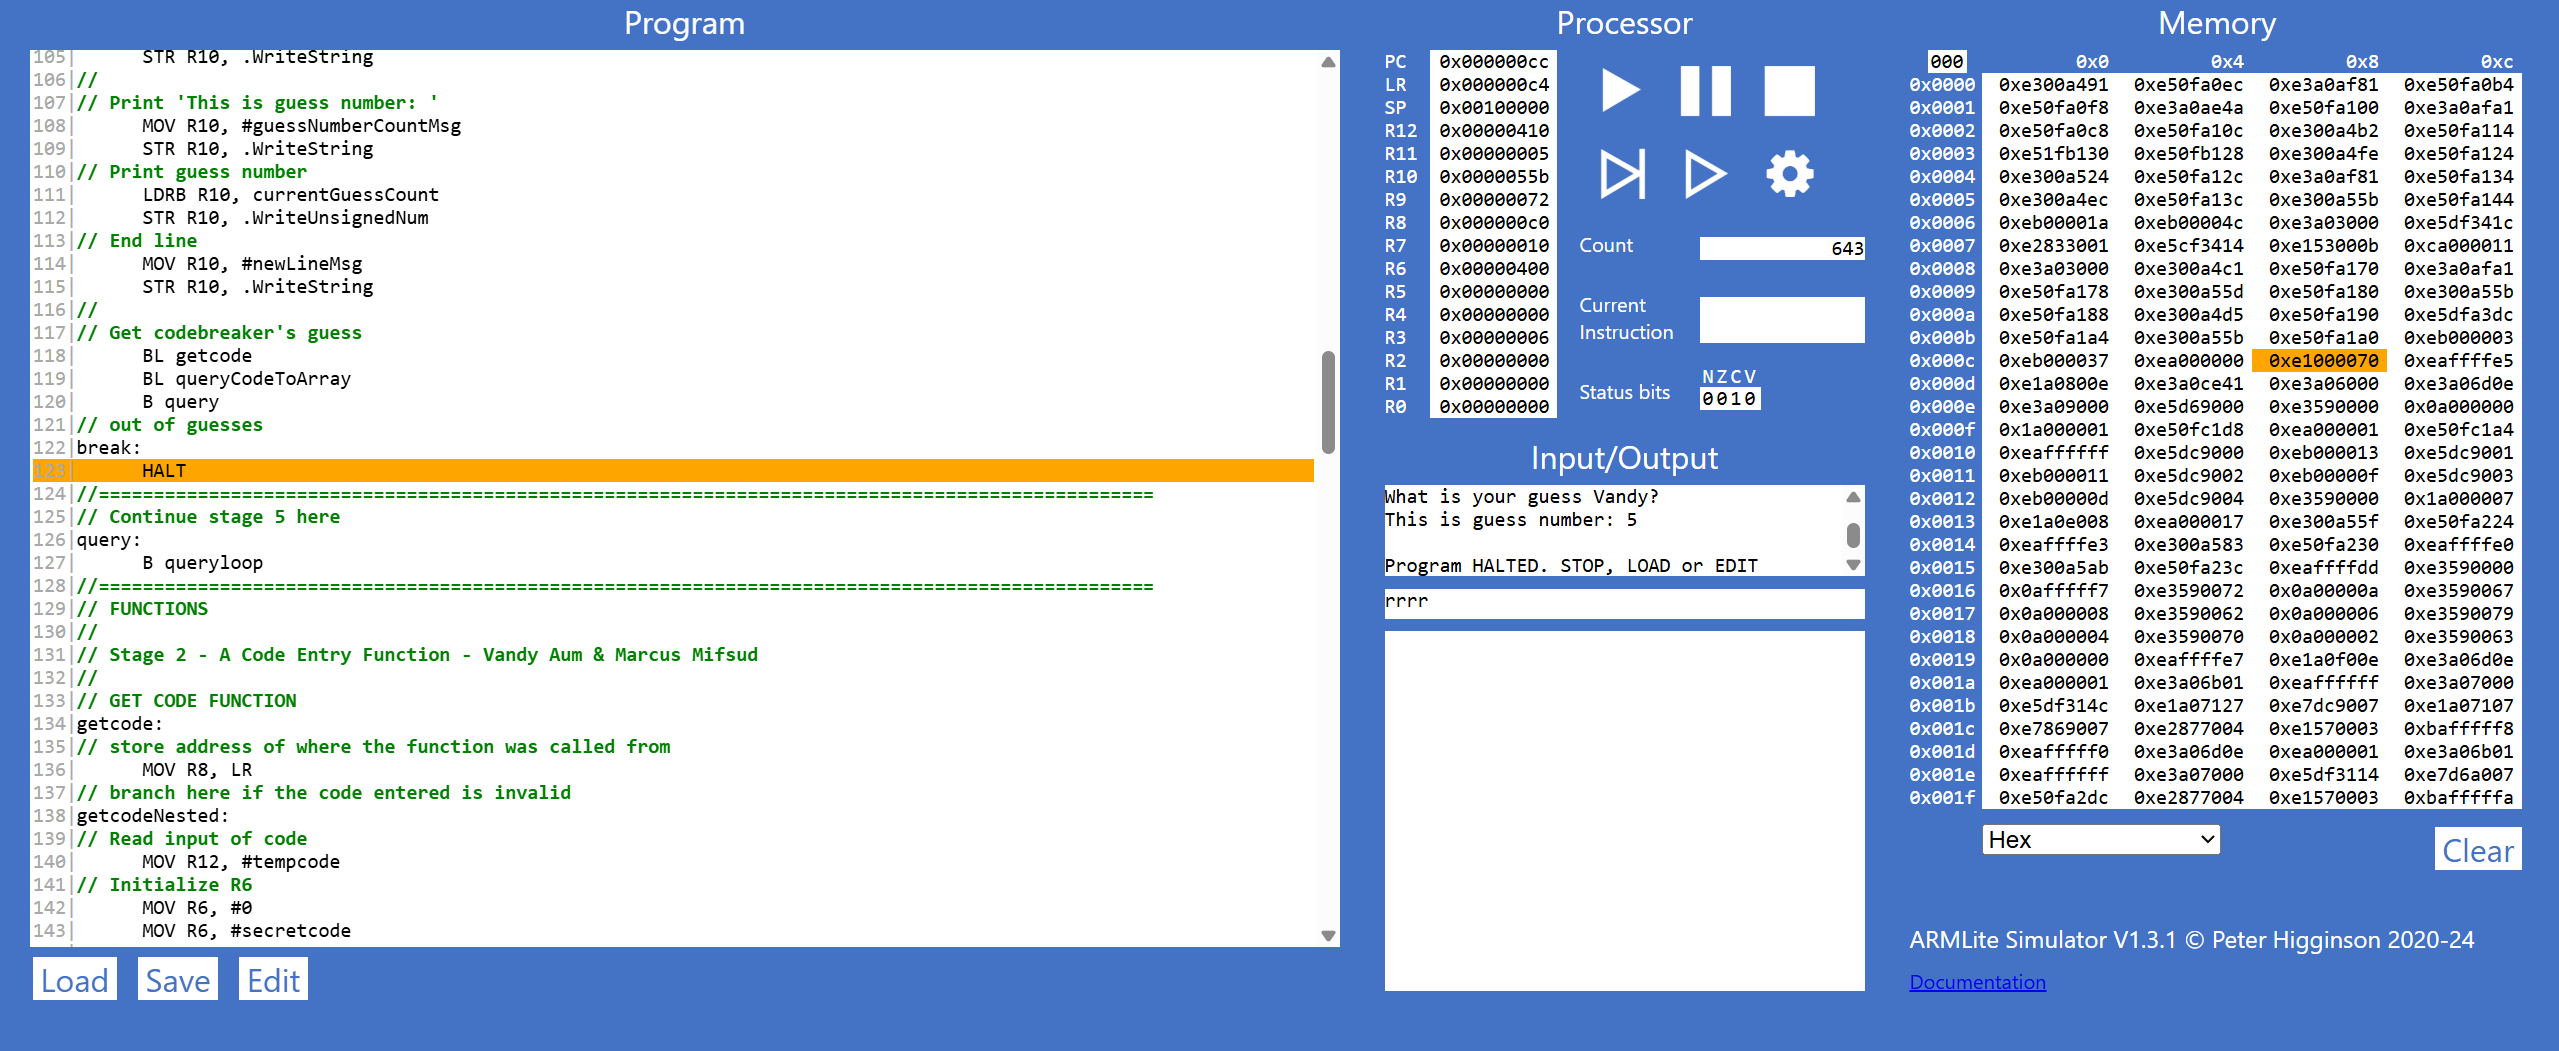 Program
105|      STR R10, .WriteString
106|//
107|// Print 'This is guess number: '
108|      MOV R10, #guessNumberCountMsg
109|      STR R10, .WriteString
110|// Print guess number
111|      LDRB R10, currentGuessCount
112|      STR R10, .WriteUnsignedNum
113|// End line
114|      MOV R10, #newLineMsg
115|      STR R10, .WriteString
116|//
117|// Get codebreaker's guess
118|      BL getcode
119|      BL queryCodeToArray
120|      B query
121|// out of guesses
122|break:
123|      HALT
124|//================================================================================================
125|// Continue stage 5 here
126|query:
127|      B queryloop
128|//================================================================================================
129|// FUNCTIONS
130|//
131|// Stage 2 - A Code Entry Function - Vandy Aum & Marcus Mifsud
132|//
133|// GET CODE FUNCTION
134|getcode:
135|// store address of where the function was called from
136|      MOV R8, LR
137|// branch here if the code entered is invalid
138|getcodeNested:
139|// Read input of code
140|      MOV R12, #tempcode
141|// Initialize R6
142|      MOV R6, #0
143|      MOV R6, #secretcode
Load Save Edit
Processor
PC 0x000000cc
LR 0x000000c4
SP 0x00100000
R12 0x00000410
R11 0x00000005
R10 0x0000055b
R9 0x00000072
R8 0x000000c0
R7 0x00000010
R6 0x00000400
R5 0x00000000
R4 0x00000000
R3 0x00000006
R2 0x00000000
R1 0x00000000
R0 0x00000000
Count 643
Current
Instruction
NZCV
Status bits 0010
Input/Output
What is your guess Vandy?
This is guess number: 5
Program HALTED. STOP, LOAD or EDIT
rrrr
Memory
000 0x0 0x4 0x8 0xc
0x0000 0xe300a491 0xe50fa0ec 0xe3a0af81 0xe50fa0b4
0x0001 0xe50fa0f8 0xe3a0ae4a 0xe50fa100 0xe3a0afa1
0x0002 0xe50fa0c8 0xe50fa10c 0xe300a4b2 0xe50fa114
0x0003 0xe51fb130 0xe50fb128 0xe300a4fe 0xe50fa124
0x0004 0xe300a524 0xe50fa12c 0xe3a0af81 0xe50fa134
0x0005 0xe300a4ec 0xe50fa13c 0xe300a55b 0xe50fa144
0x0006 0xeb00001a 0xeb00004c 0xe3a03000 0xe5df341c
0x0007 0xe2833001 0xe5cf3414 0xe153000b 0xca000011
0x0008 0xe3a03000 0xe300a4c1 0xe50fa170 0xe3a0afa1
0x0009 0xe50fa178 0xe300a55d 0xe50fa180 0xe300a55b
0x000a 0xe50fa188 0xe300a4d5 0xe50fa190 0xe5dfa3dc
0x000b 0xe50fa1a4 0xe300a55b 0xe50fa1a0 0xeb000003
0x000c 0xeb000037 0xea000000 0xe1000070 0xeaffffe5
0x000d 0xe1a0800e 0xe3a0ce41 0xe3a06000 0xe3a06d0e
0x000e 0xe3a09000 0xe5d69000 0xe3590000 0x0a000000
0x000f 0x1a000001 0xe50fc1d8 0xea000001 0xe50fc1a4
0x0010 0xeaffffff 0xe5dc9000 0xeb000013 0xe5dc9001
0x0011 0xeb000011 0xe5dc9002 0xeb00000f 0xe5dc9003
0x0012 0xeb00000d 0xe5dc9004 0xe3590000 0x1a000007
0x0013 0xe1a0e008 0xea000017 0xe300a55f 0xe50fa224
0x0014 0xeaffffe3 0xe300a583 0xe50fa230 0xeaffffe0
0x0015 0xe300a5ab 0xe50fa23c 0xeaffffdd 0xe3590000
0x0016 0x0afffff7 0xe3590072 0x0a00000a 0xe3590067
0x0017 0x0a000008 0xe3590062 0x0a000006 0xe3590079
0x0018 0x0a000004 0xe3590070 0x0a000002 0xe3590063
0x0019 0x0a000000 0xeaffffe7 0xe1a0f00e 0xe3a06d0e
0x001a 0xea000001 0xe3a06b01 0xeaffffff 0xe3a07000
0x001b 0xe5df314c 0xe1a07127 0xe7dc9007 0xe1a07107
0x001c 0xe7869007 0xe2877004 0xe1570003 0xbafffff8
0x001d 0xeafffff0 0xe3a06d0e 0xea000001 0xe3a06b01
0x001e 0xeaffffff 0xe3a07000 0xe5df3114 0xe7d6a007
0x001f 0xe50fa2dc 0xe2877004 0xe1570003 0xbafffffa
Hex
Clear
ARMLite Simulator V1.3.1 © Peter Higginson 2020-24
Documentation